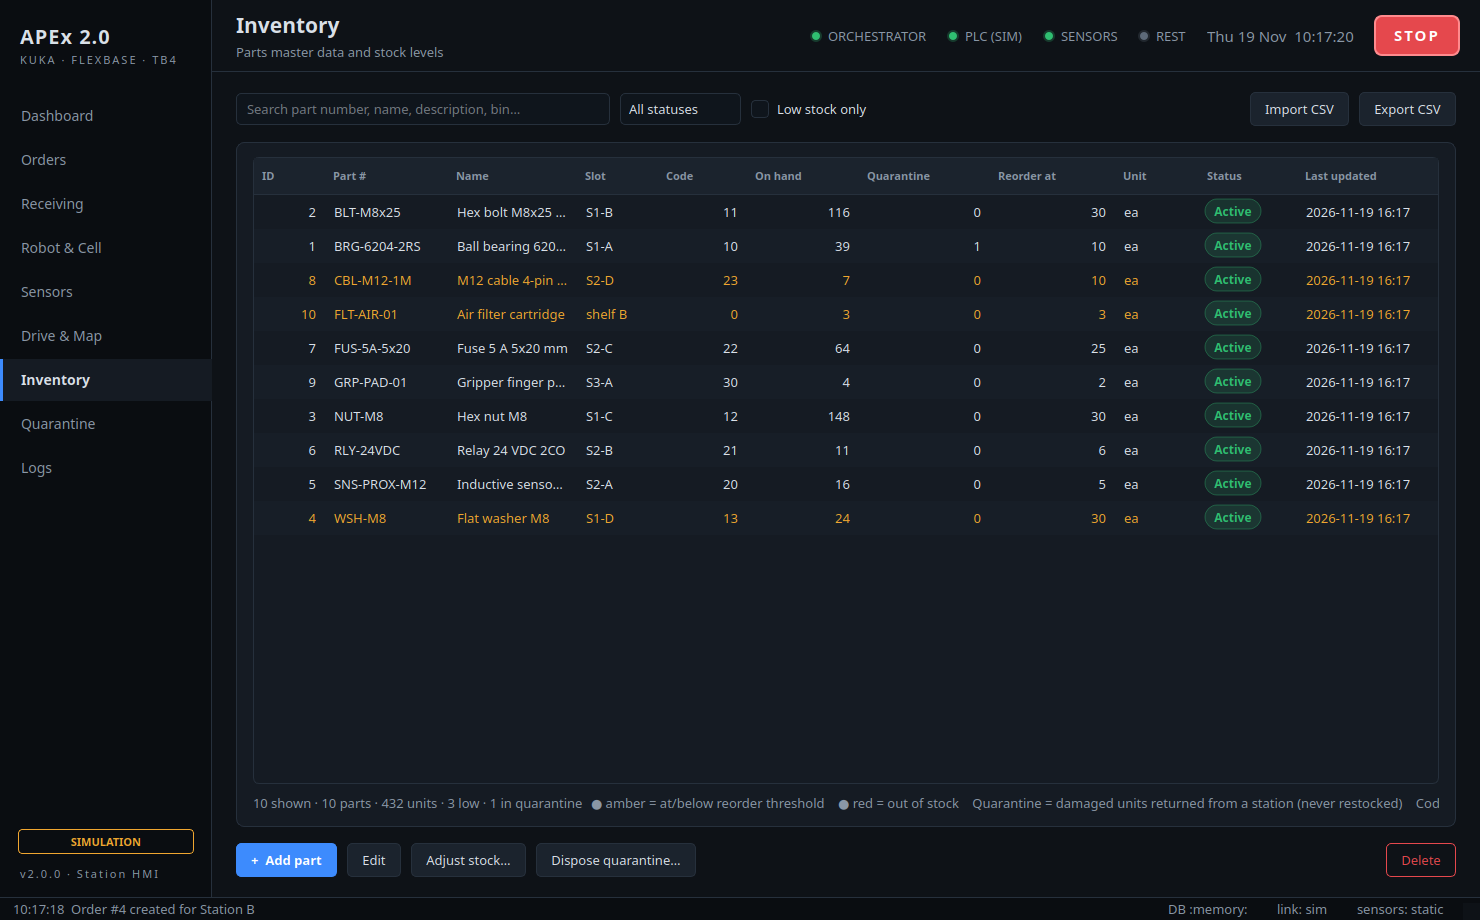 APEx 2.0
KUKA · FLEXBASE · TB4
Dashboard
Orders
Receiving
Robot & Cell
Sensors
Drive & Map
Inventory
Quarantine
Logs
SIMULATION
v2.0.0 · Station HMI
Inventory
Parts master data and stock levels
ORCHESTRATOR PLC (SIM) SENSORS REST Thu 19 Nov 10:17:20 STOP
Search part number, name, description, bin... All statuses Low stock only Import CSV Export CSV
ID Part # Name Slot Code On hand Quarantine Reorder at Unit Status Last updated
2 BLT-M8x25 Hex bolt M8x25 ... S1-B 11 116 0 30 ea Active 2026-11-19 16:17
1 BRG-6204-2RS Ball bearing 620... S1-A 10 39 1 10 ea Active 2026-11-19 16:17
8 CBL-M12-1M M12 cable 4-pin ... S2-D 23 7 0 10 ea Active 2026-11-19 16:17
10 FLT-AIR-01 Air filter cartridge shelf B 0 3 0 3 ea Active 2026-11-19 16:17
7 FUS-5A-5x20 Fuse 5 A 5x20 mm S2-C 22 64 0 25 ea Active 2026-11-19 16:17
9 GRP-PAD-01 Gripper finger p... S3-A 30 4 0 2 ea Active 2026-11-19 16:17
3 NUT-M8 Hex nut M8 S1-C 12 148 0 30 ea Active 2026-11-19 16:17
6 RLY-24VDC Relay 24 VDC 2CO S2-B 21 11 0 6 ea Active 2026-11-19 16:17
5 SNS-PROX-M12 Inductive senso... S2-A 20 16 0 5 ea Active 2026-11-19 16:17
4 WSH-M8 Flat washer M8 S1-D 13 24 0 30 ea Active 2026-11-19 16:17
10 shown · 10 parts · 432 units · 3 low · 1 in quarantine ● amber = at/below reorder threshold ● red = out of stock Quarantine = damaged units returned from a station (never restocked) Cod
+ Add part Edit Adjust stock... Dispose quarantine... Delete
10:17:18 Order #4 created for Station B DB :memory: link: sim sensors: static